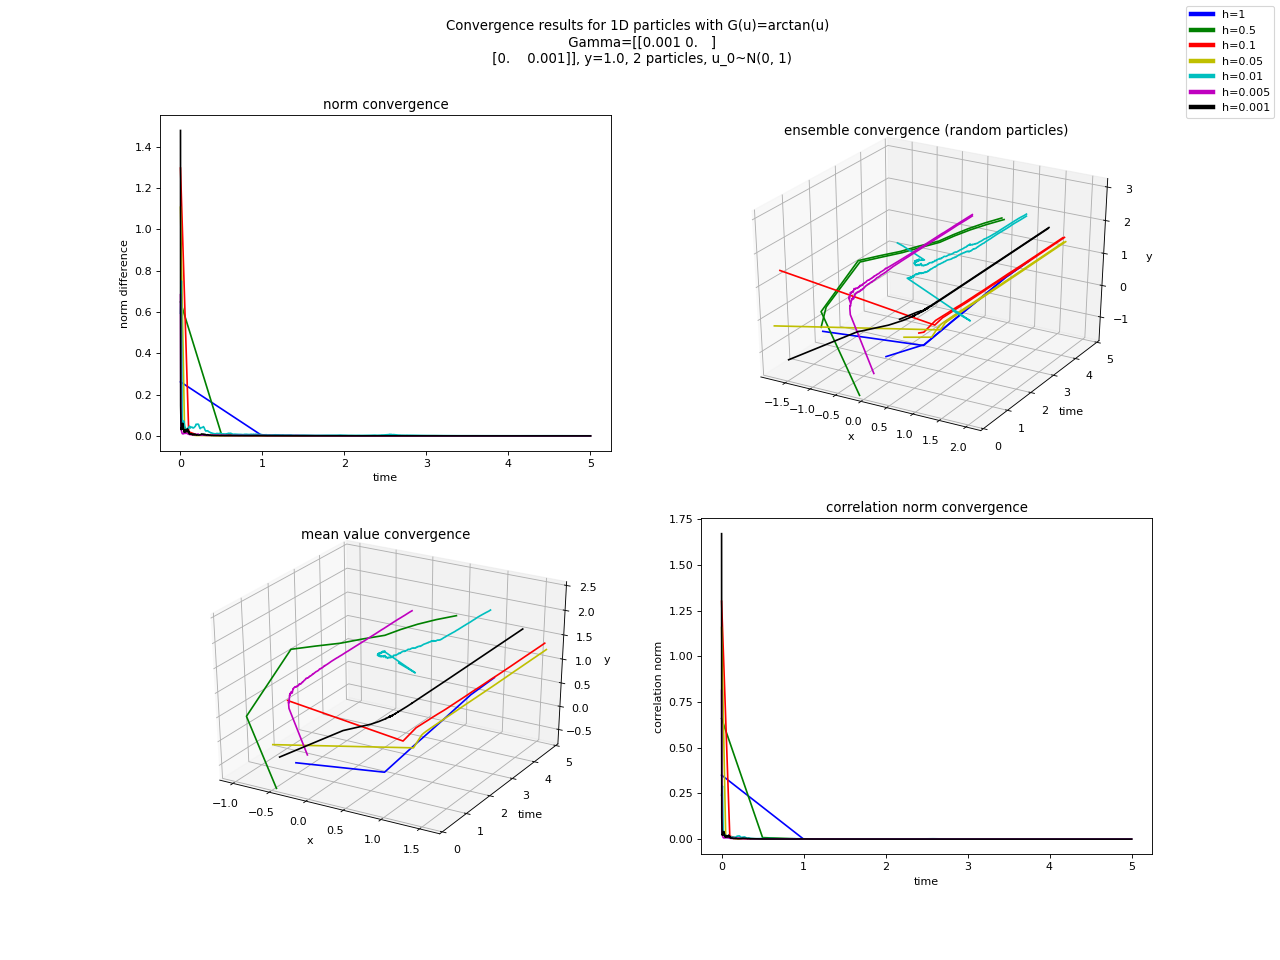 Convergence results for 1D particles with G(u)=arctan(u)
Gamma=[[0.001 0. ]
[0. 0.001]], y=1.0, 2 particles, u_0~N(0, 1)
h=1
h=0.5
h=0.1
h=0.05
h=0.01
h=0.005
h=0.001
norm convergence
1.4
1.2
1.0
0.8
0.6
0.4
0.2
0.0
norm difference
0 1 2 3 4 5
time
ensemble convergence (random particles)
3
2
1
0
−1
y
−1.5 −1.0 −0.5 0.0 0.5 1.0 1.5 2.0
x
0 1 2 3 4 5
time
mean value convergence
2.5
2.0
1.5
1.0
0.5
0.0
−0.5
y
−1.0 −0.5 0.0 0.5 1.0 1.5
x
0 1 2 3 4 5
time
correlation norm convergence
1.75
1.50
1.25
1.00
0.75
0.50
0.25
0.00
correlation norm
0 1 2 3 4 5
time